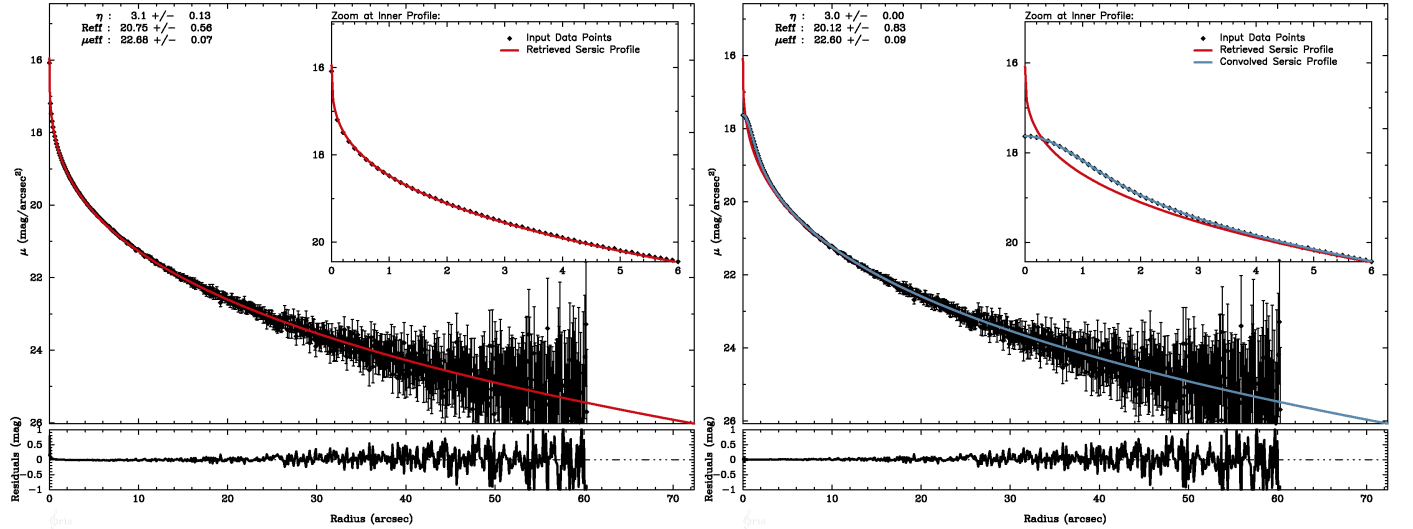 η : 3.1 +/− 0.13
Reff : 20.75 +/− 0.56
μeff : 22.68 +/− 0.07
Zoom at Inner Profile:
Input Data Points
Retrieved Sersic Profile
16
18
20
0 1 2 3 4 5 6
16
18
20
22
24
26
μ (mag/arcsec²)
1
0.5
0
−0.5
−1
Residuals (mag)
0 10 20 30 40 50 60 70
Radius (arcsec)
η : 3.0 +/− 0.00
Reff : 20.12 +/− 0.83
μeff : 22.60 +/− 0.09
Zoom at Inner Profile:
Input Data Points
Retrieved Sersic Profile
Convolved Sersic Profile
16
18
20
0 1 2 3 4 5 6
16
18
20
22
24
26
μ (mag/arcsec²)
1
0.5
0
−0.5
−1
Residuals (mag)
0 10 20 30 40 50 60 70
Radius (arcsec)